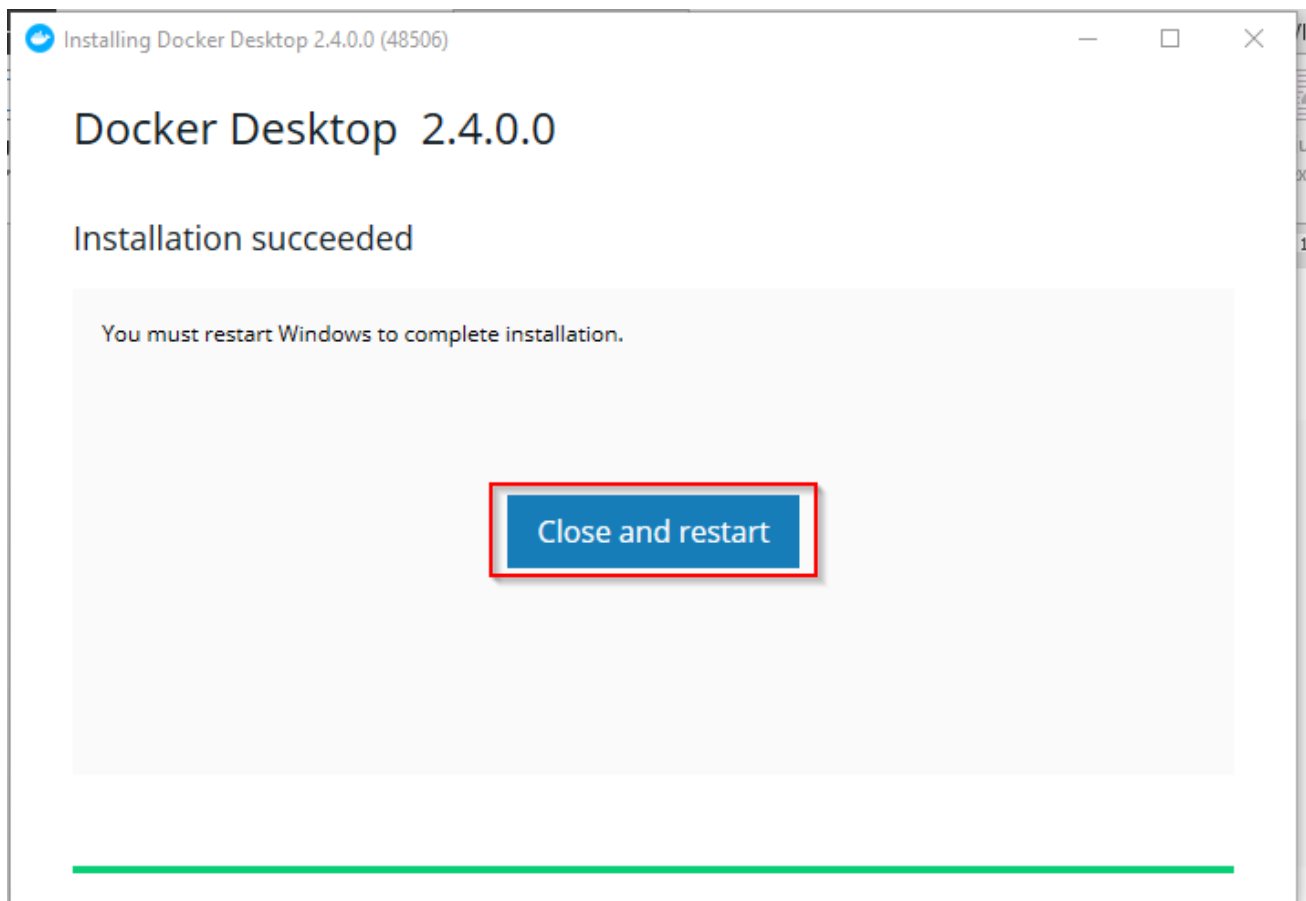 Installing Docker Desktop 2.4.0.0 (48506)
Docker Desktop 2.4.0.0
Installation succeeded
You must restart Windows to complete installation.
Close and restart